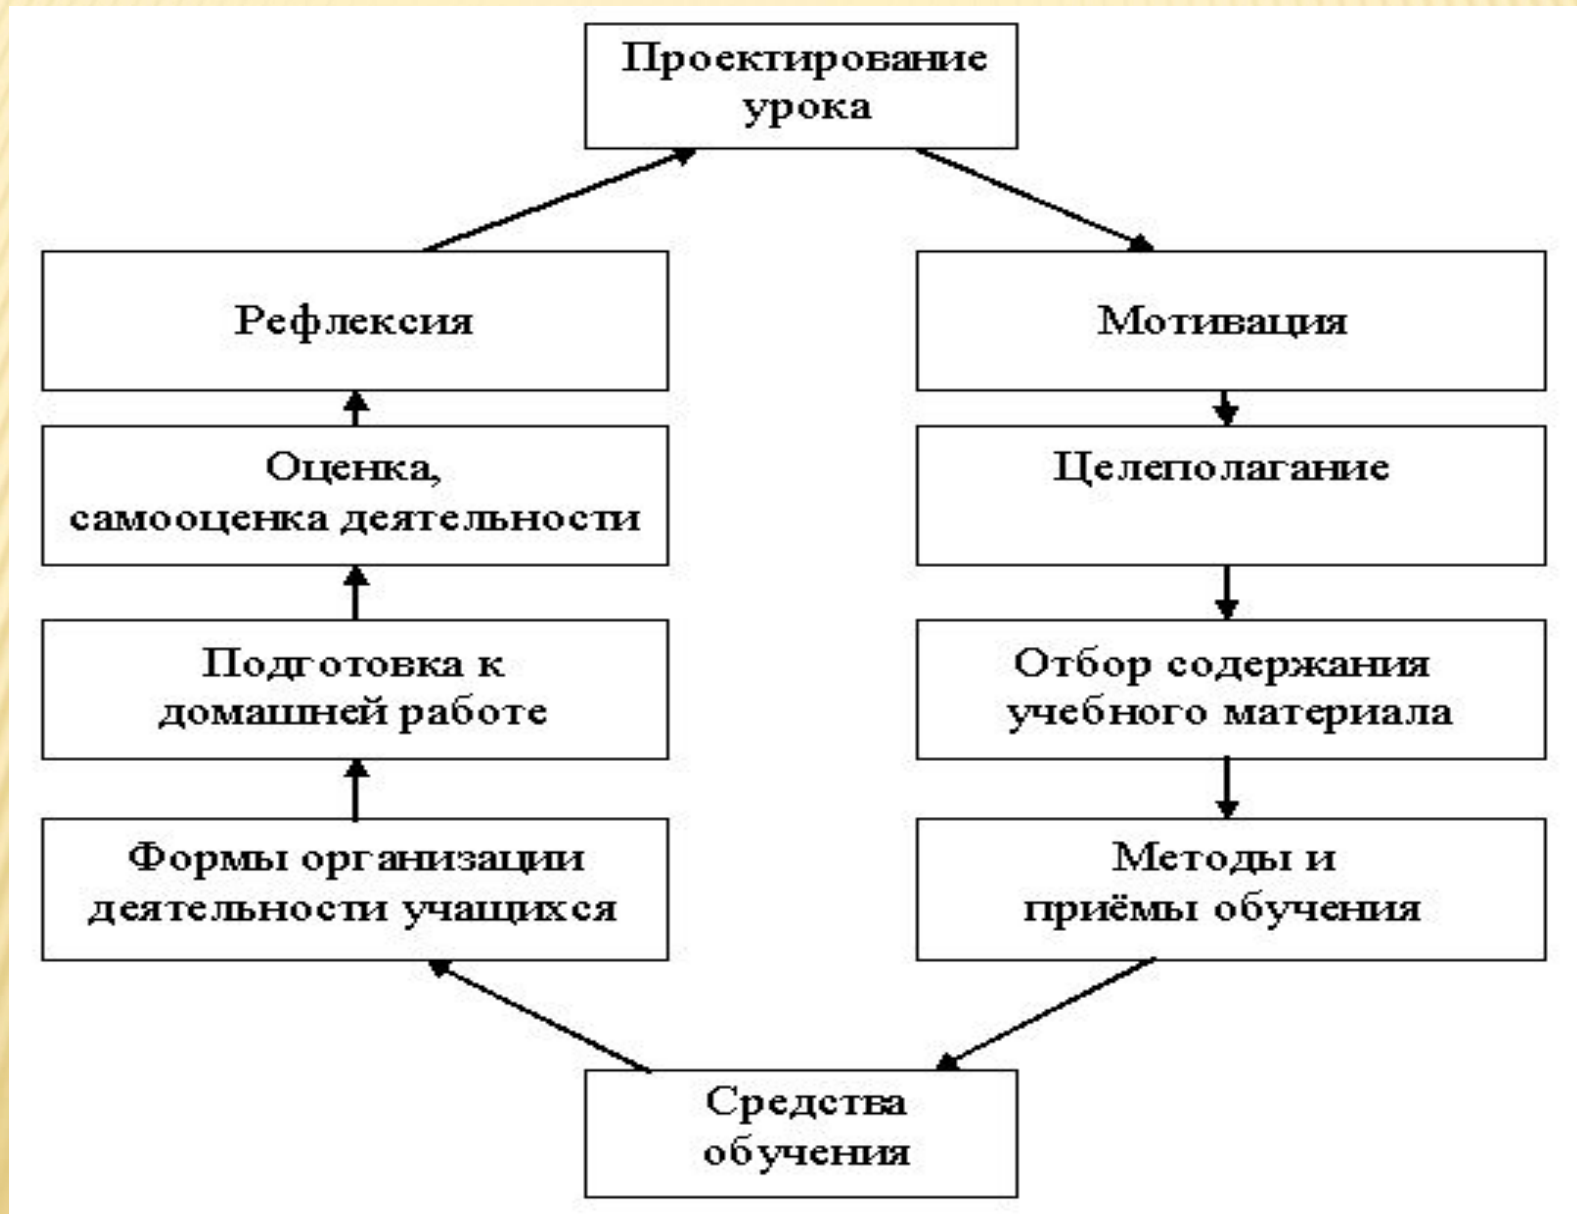 Проектирование
урока
Рефлексия
Мотивация
Оценка,
самооценка деятельности
Целеполагание
Подготовка к
домашней работе
Отбор содержания
учебного материала
Формы организации
деятельности учащихся
Методы и
приёмы обучения
Средства
обучения